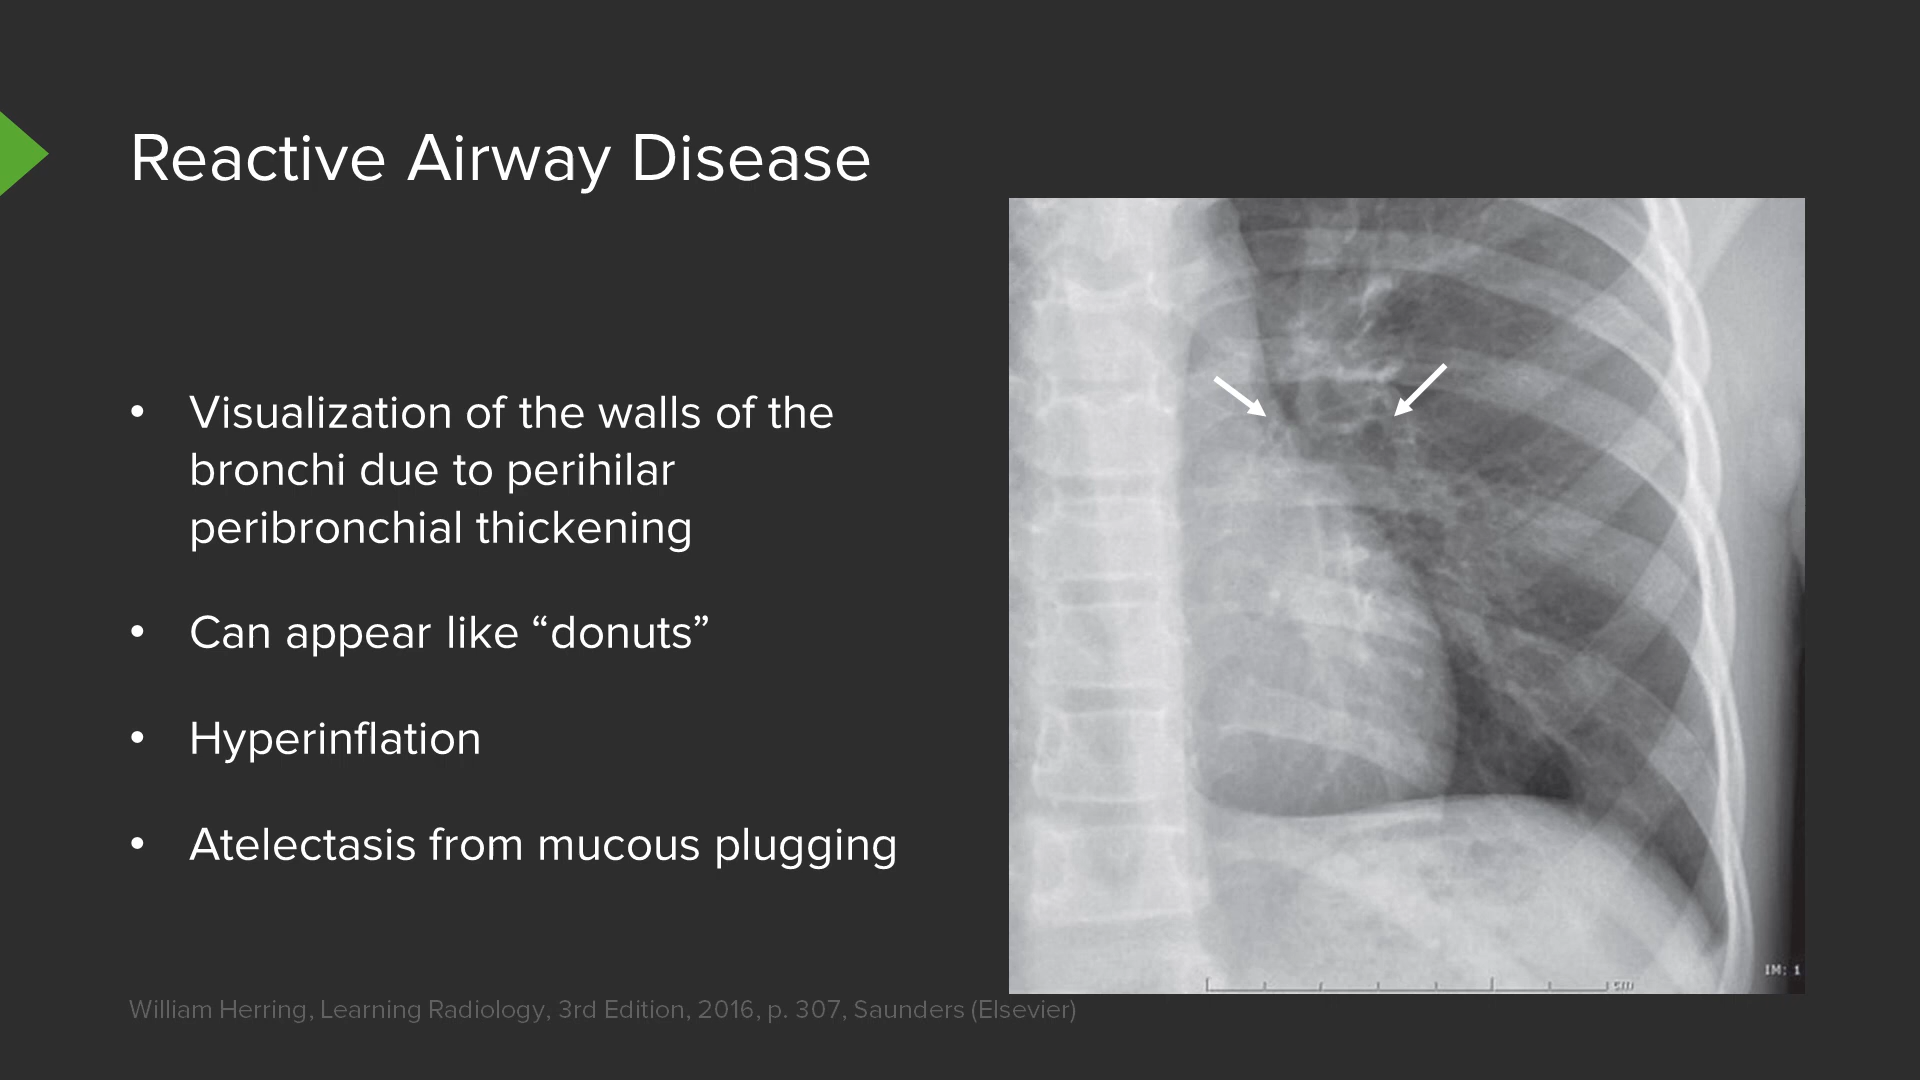 Reactive Airway Disease
• Visualization of the walls of the
bronchi due to perihilar
peribronchial thickening
• Can appear like “donuts”
• Hyperinflation
• Atelectasis from mucous plugging
IM: 1
cm
William Herring, Learning Radiology, 3rd Edition, 2016, p. 307, Saunders (Elsevier)